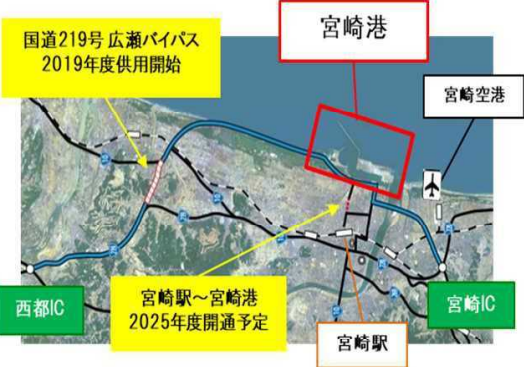 国道219号 広瀬バイパス
2019年度供用開始
宮崎港
宮崎空港
西都IC
宮崎駅~宮崎港
2025年度開通予定
宮崎駅
宮崎IC